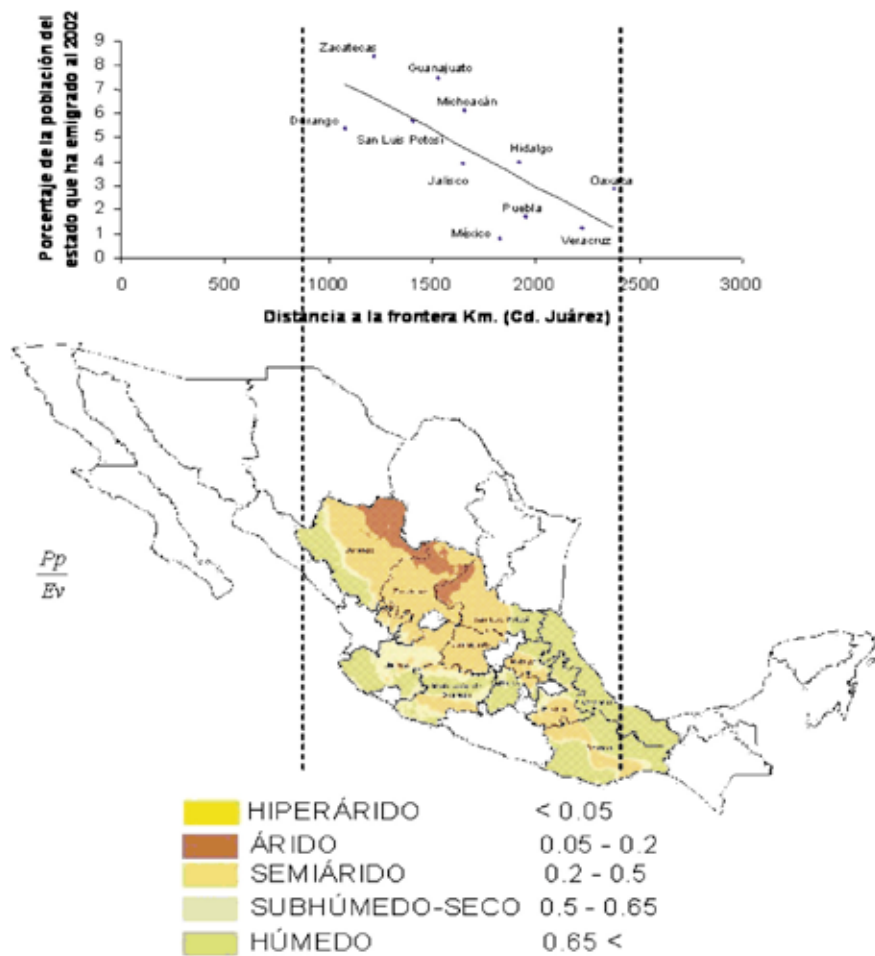 Porcentaje de la población del
estado que ha emigrado al 2002
9
8
7
6
5
4
3
2
1
0
Zacatecas
Guanajuato
Michoacán
Durango
San Luis Potosí
Jalisco
Hidalgo
Oaxaca
Puebla
México
Veracruz
0 500 1000 1500 2000 2500 3000
Distáncia a la frontera Km. (Cd. Juárez)
Pp
Ev
San Luis Potosí
HIPERÁRIDO < 0.05
ÁRIDO 0.05 - 0.2
SEMIÁRIDO 0.2 - 0.5
SUBHÚMEDO-SECO 0.5 - 0.65
HÚMEDO 0.65 <